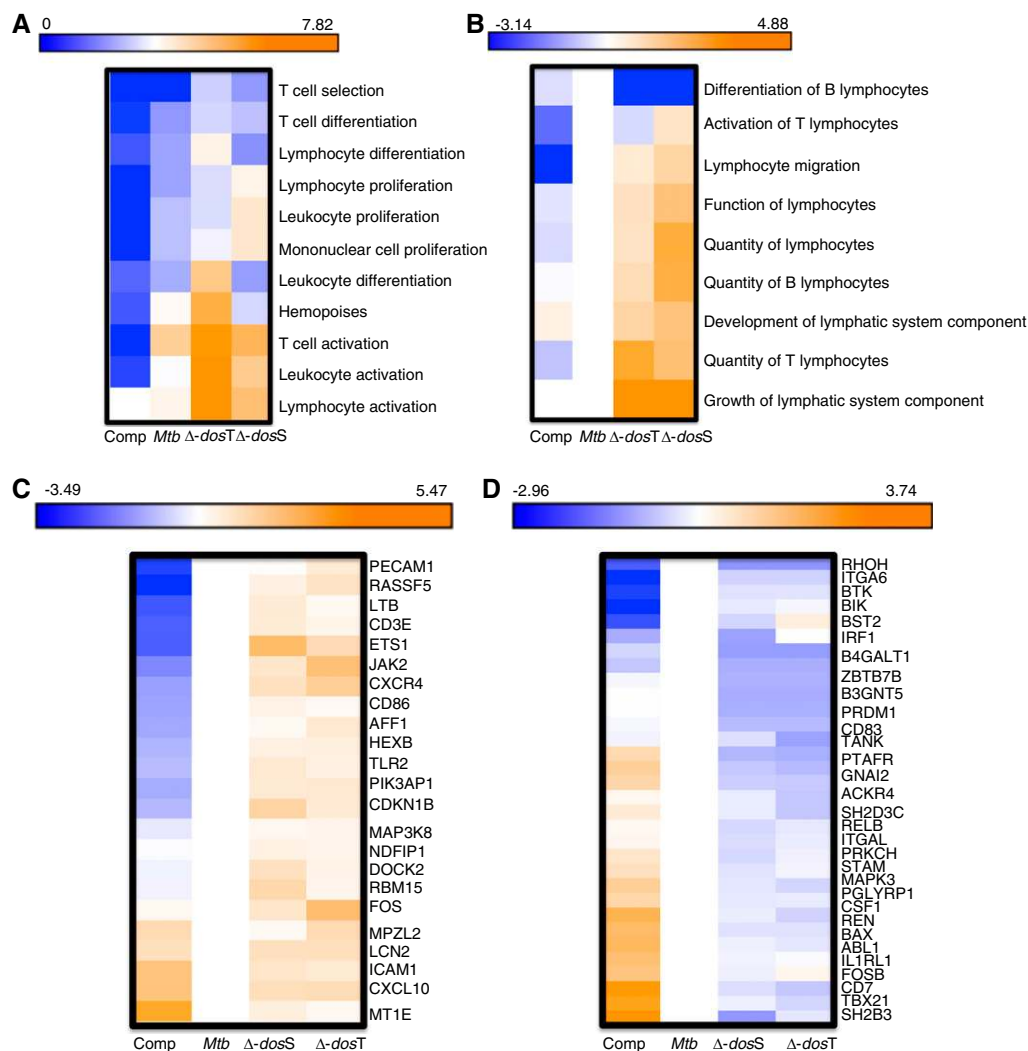 A
0 7.82
T cell selection
T cell differentiation
Lymphocyte differentiation
Lymphocyte proliferation
Leukocyte proliferation
Mononuclear cell proliferation
Leukocyte differentiation
Hemopoises
T cell activation
Leukocyte activation
Lymphocyte activation
Comp Mtb Δ-dosT Δ-dosS
B
-3.14 4.88
Differentiation of B lymphocytes
Activation of T lymphocytes
Lymphocyte migration
Function of lymphocytes
Quantity of lymphocytes
Quantity of B lymphocytes
Development of lymphatic system component
Quantity of T lymphocytes
Growth of lymphatic system component
Comp Mtb Δ-dosT Δ-dosS
C
-3.49 5.47
PECAM1
RASSF5
LTB
CD3E
ETS1
JAK2
CXCR4
CD86
AFF1
HEXB
TLR2
PIK3AP1
CDKN1B
MAP3K8
NDFIP1
DOCK2
RBM15
FOS
MPZL2
LCN2
ICAM1
CXCL10
MT1E
Comp Mtb Δ-dosS Δ-dosT
D
-2.96 3.74
RHOH
ITGA6
BTK
BIK
BST2
IRF1
B4GALT1
ZBTB7B
B3GNT5
PRDM1
CD83
TANK
PTAFR
GNAI2
ACKR4
SH2D3C
RELB
ITGAL
PRKCH
STAM
MAPK3
PGLYRP1
CSF1
REN
BAX
ABL1
IL1RL1
FOSB
CD7
TBX21
SH2B3
Comp Mtb Δ-dosS Δ-dosT